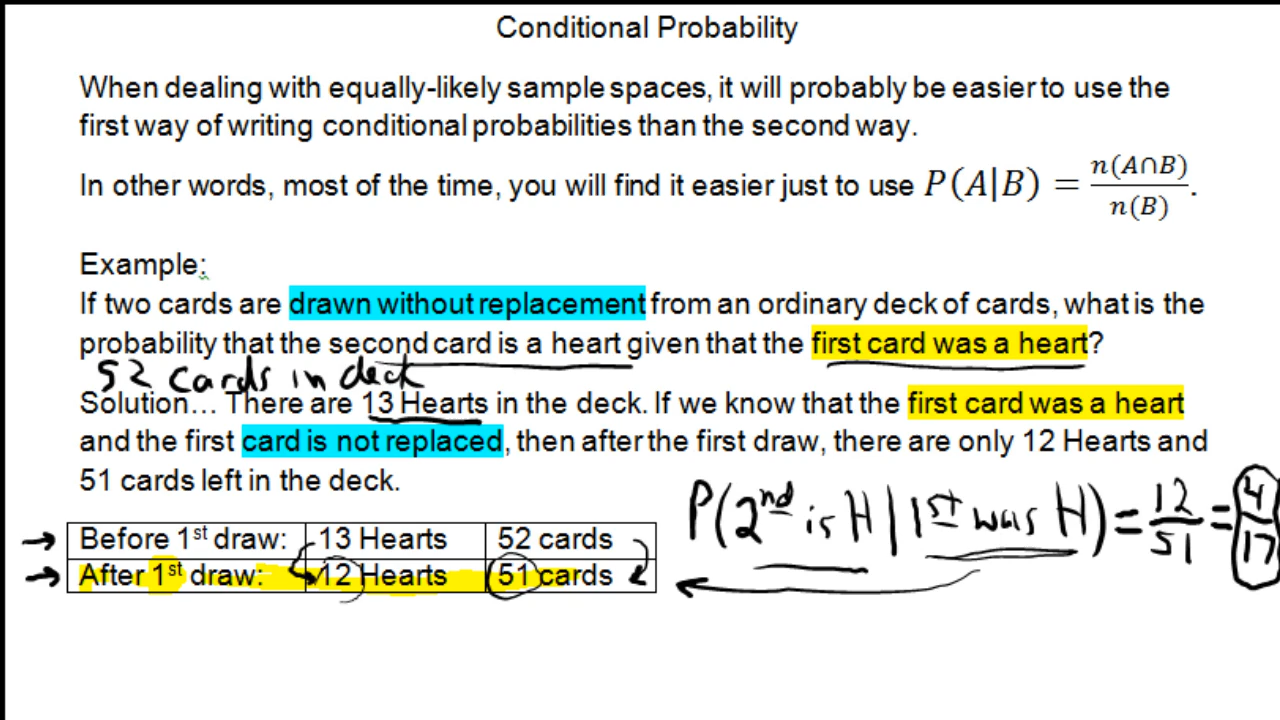 Conditional Probability
When dealing with equally-likely sample spaces, it will probably be easier to use the
first way of writing conditional probabilities than the second way.
In other words, most of the time, you will find it easier just to use P(A|B) = n(A∩B)/n(B).
Example:
If two cards are drawn without replacement from an ordinary deck of cards, what is the
probability that the second card is a heart given that the first card was a heart?
52 cards in deck
Solution… There are 13 Hearts in the deck. If we know that the first card was a heart
and the first card is not replaced, then after the first draw, there are only 12 Hearts and
51 cards left in the deck.
P(2nd is H | 1st was H) = 12/51 = 4/17
Before 1st draw: 13 Hearts 52 cards
After 1st draw: 12 Hearts 51 cards